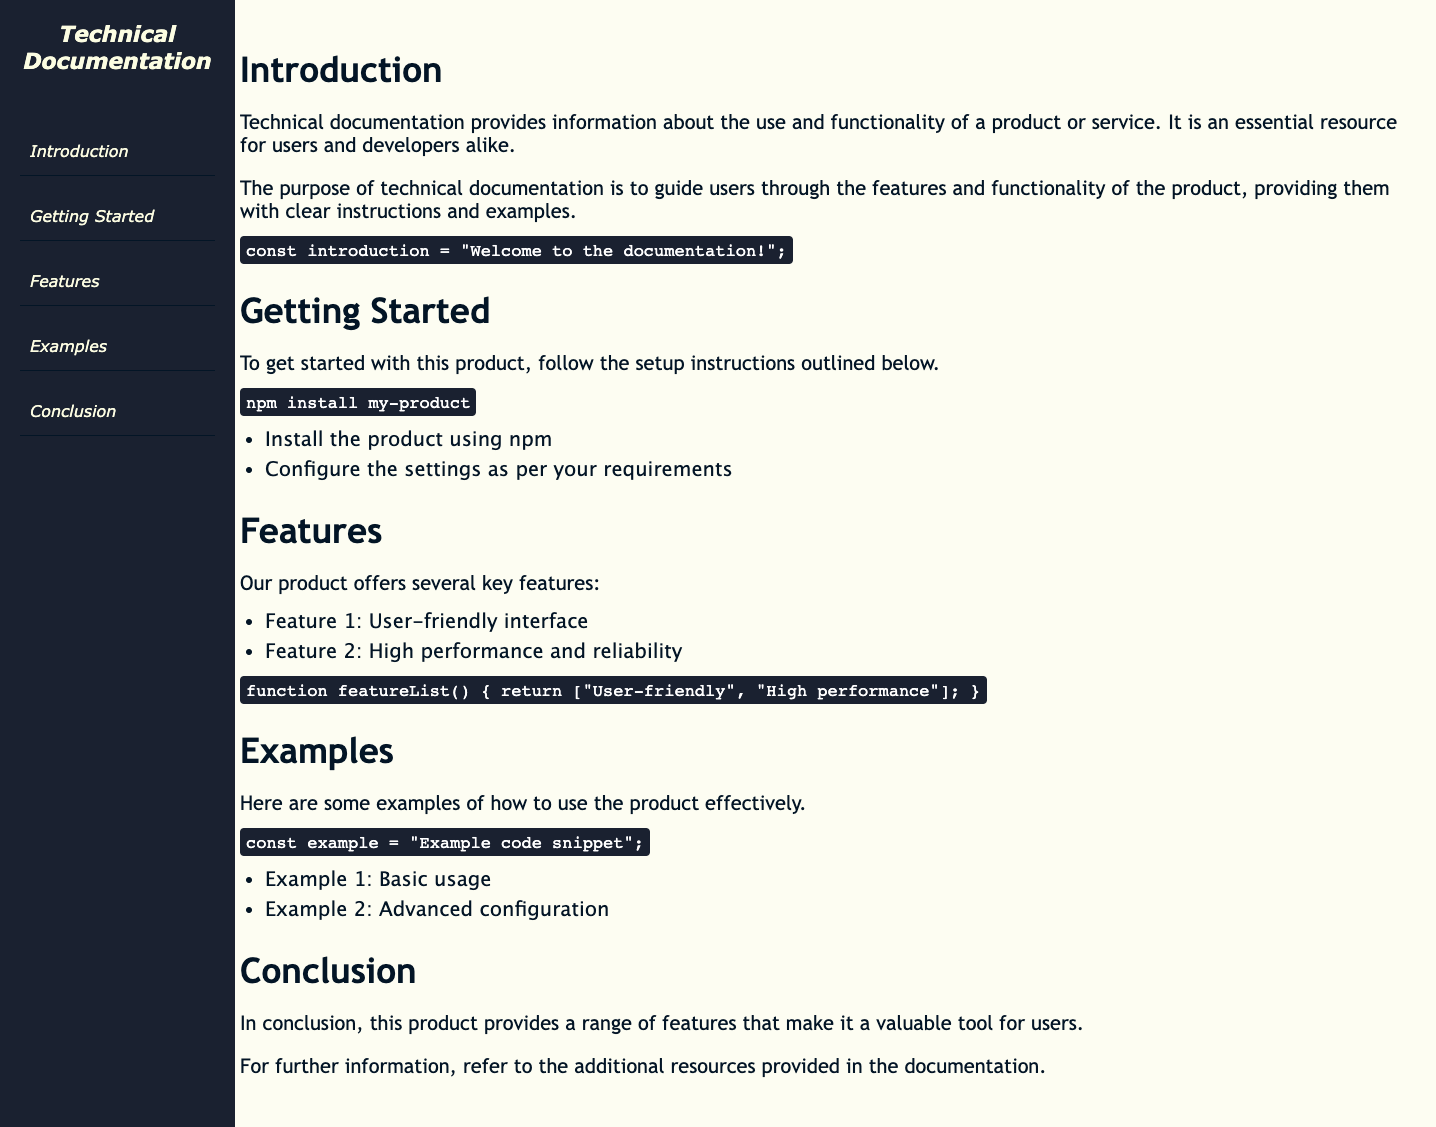 Technical
Documentation
Introduction
Getting Started
Features
Examples
Conclusion
Introduction
Technical documentation provides information about the use and functionality of a product or service. It is an essential resource
for users and developers alike.
The purpose of technical documentation is to guide users through the features and functionality of the product, providing them
with clear instructions and examples.
const introduction = "Welcome to the documentation!";
Getting Started
To get started with this product, follow the setup instructions outlined below.
npm install my-product
• Install the product using npm
• Configure the settings as per your requirements
Features
Our product offers several key features:
• Feature 1: User-friendly interface
• Feature 2: High performance and reliability
function featureList() { return ["User-friendly", "High performance"]; }
Examples
Here are some examples of how to use the product effectively.
const example = "Example code snippet";
• Example 1: Basic usage
• Example 2: Advanced configuration
Conclusion
In conclusion, this product provides a range of features that make it a valuable tool for users.
For further information, refer to the additional resources provided in the documentation.